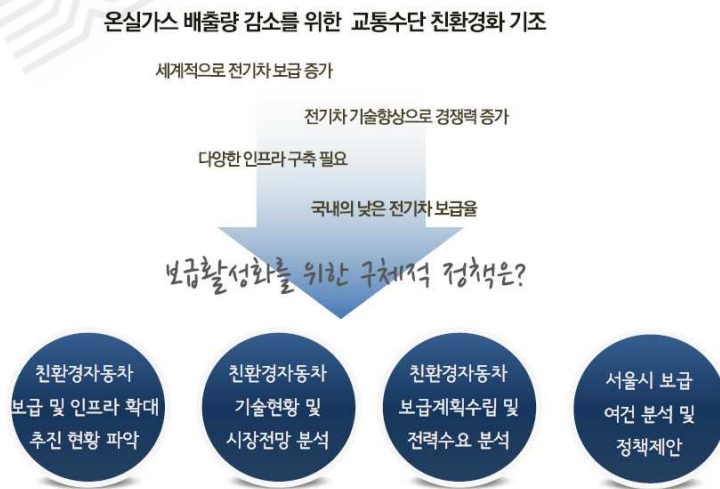 온실가스 배출량 감소를 위한 교통수단 친환경화 기조
세계적으로 전기차 보급 증가
전기차 기술향상으로 경쟁력 증가
다양한 인프라 구축 필요
국내의 낮은 전기차 보급율
보급활성화를 위한 구체적 정책은?
친환경자동차
보급 및 인프라 확대
추진 현황 파악
친환경자동차
기술현황 및
시장전망 분석
친환경자동차
보급계획수립 및
전력수요 분석
서울시 보급
여건 분석 및
정책제안